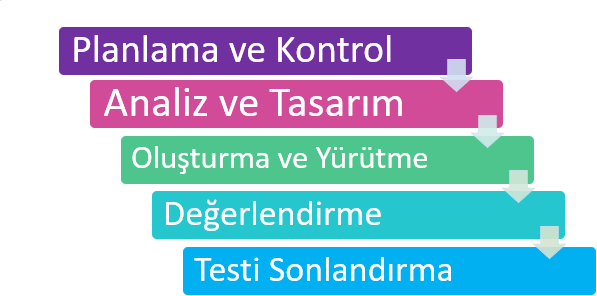 Planlama ve Kontrol
Analiz ve Tasarım
Oluşturma ve Yürütme
Değerlendirme
Testi Sonlandırma